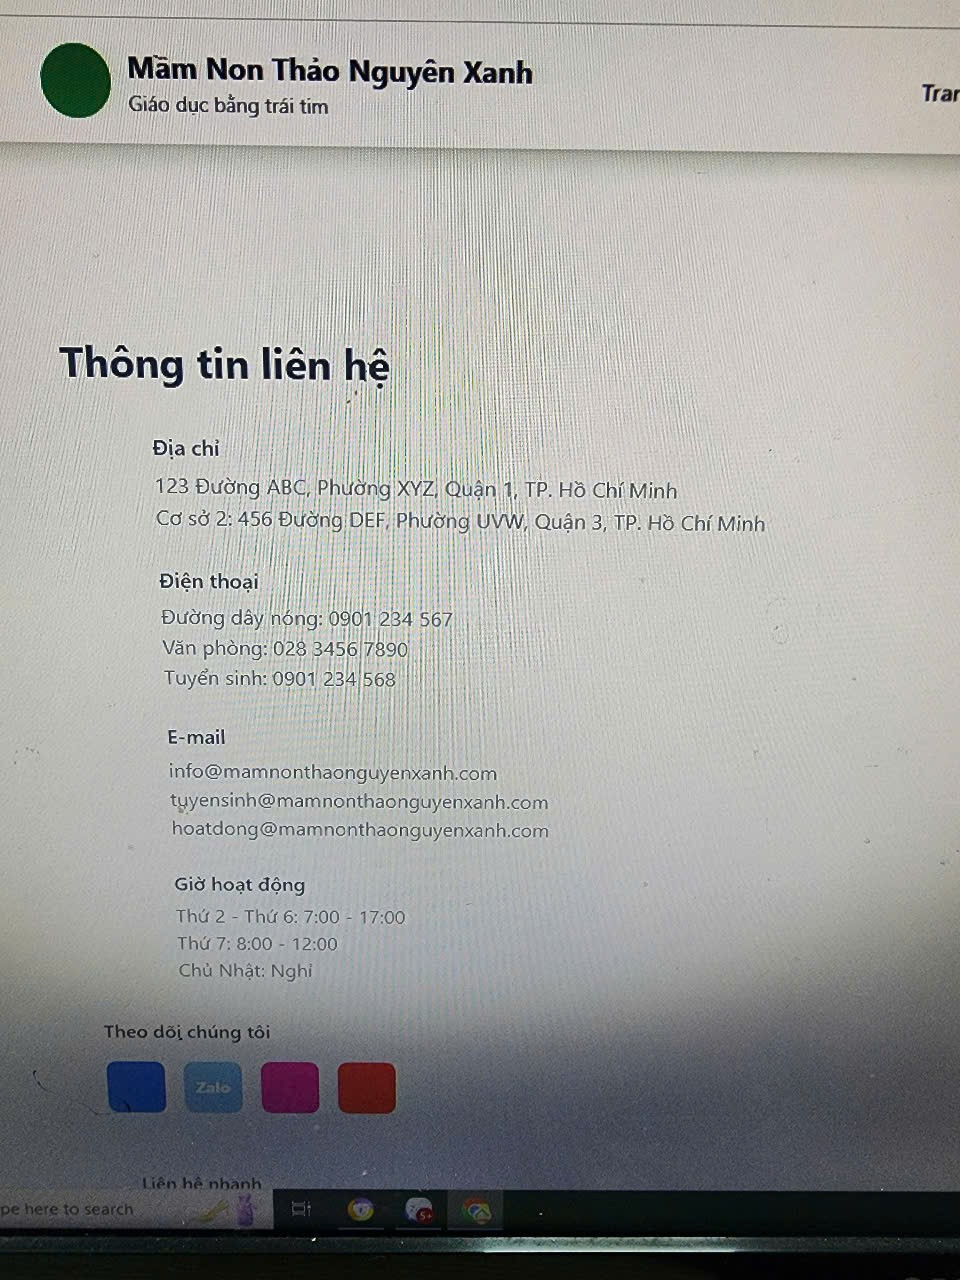 Mầm Non Thảo Nguyên Xanh
Giáo dục bằng trái tim
Thông tin liên hệ
Địa chỉ
123 Đường ABC, Phường XYZ, Quận 1, TP. Hồ Chí Minh
Cơ sở 2: 456 Đường DEF, Phường UVW, Quận 3, TP. Hồ Chí Minh
Điện thoại
Đường dây nóng: 0901 234 567
Văn phòng: 028 3456 7890
Tuyển sinh: 0901 234 568
E-mail
info@mamnonthaonguyenxanh.com
tuyensinh@mamnonthaonguyenxanh.com
hoatdong@mamnonthaonguyenxanh.com
Giờ hoạt động
Thứ 2 - Thứ 6: 7:00 - 17:00
Thứ 7: 8:00 - 12:00
Chủ Nhật: Nghỉ
Theo dõi chúng tôi
Zalo
Liên hệ nhanh
here to search
5+